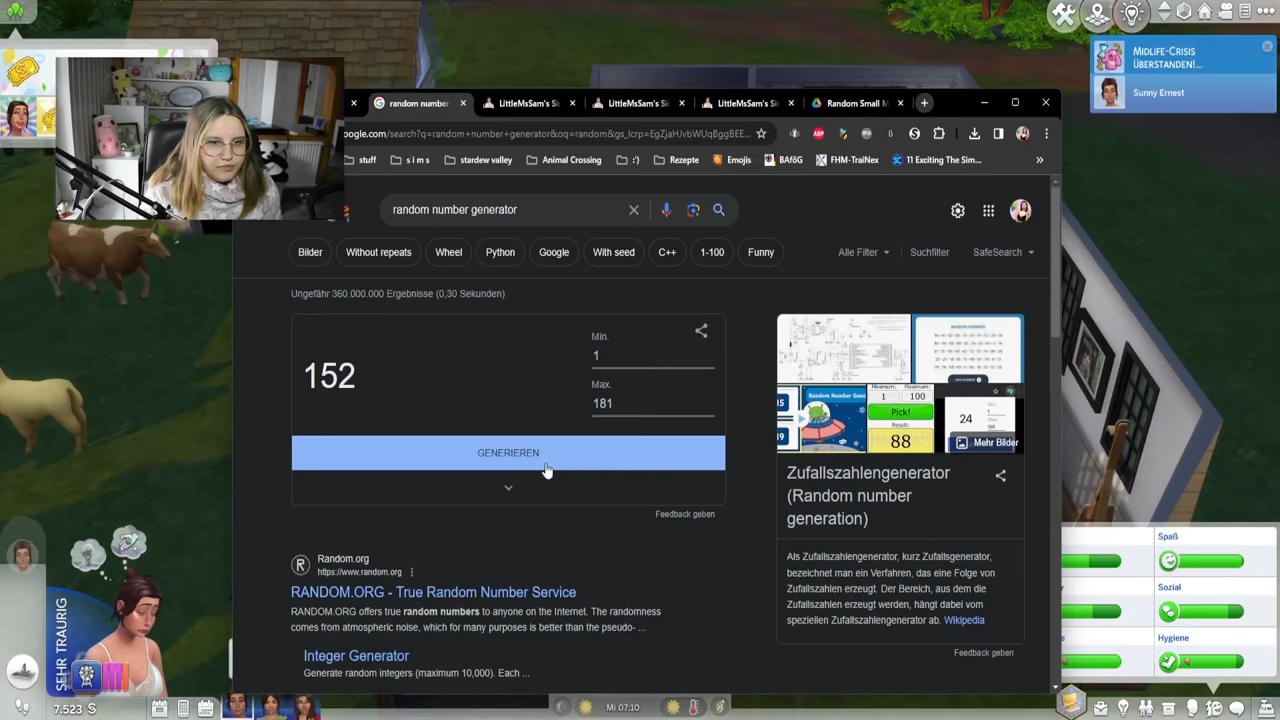 MIDLIFE-CRISIS
ÜBERSTANDEN!...
Sunny Ernest
random number
LittleMsSam's Si
LittleMsSam's Si
LittleMsSam's Si
Random Small M
oogle.com/search?q=random+number+generator&oq=random&gs_lcrp=EgZjaHJvbWUqBggBEE...
stuff
s i m s
stardew valley
Animal Crossing
:)
Rezepte
Emojis
BAföG
FHM-TraiNex
11 Exciting The Sim...
»
random number generator
Bilder
Without repeats
Wheel
Python
Google
With seed
C++
1-100
Funny
Alle Filter
Suchfilter
SafeSearch
Ungefähr 360.000.000 Ergebnisse (0,30 Sekunden)
152
Min.
1
Max.
181
GENERIEREN
Feedback geben
1
100
Pick!
Result:
88
24
Mehr Bilder
Zufallszahlengenerator
(Random number
generation)
Als Zufallszahlengenerator, kurz Zufallsgenerator,
bezeichnet man ein Verfahren, das eine Folge von
Zufallszahlen erzeugt. Der Bereich, aus dem die
Zufallszahlen erzeugt werden, hängt dabei vom
speziellen Zufallszahlengenerator ab. Wikipedia
Feedback geben
Random.org
https://www.random.org
RANDOM.ORG - True Random Number Service
RANDOM.ORG offers true random numbers to anyone on the Internet. The randomness
comes from atmospheric noise, which for many purposes is better than the pseudo- ...
Integer Generator
Generate random integers (maximum 10,000). Each ...
Spaß
Sozial
Hygiene
SEHR TRAURIG
7.523 $
Mi 07:10